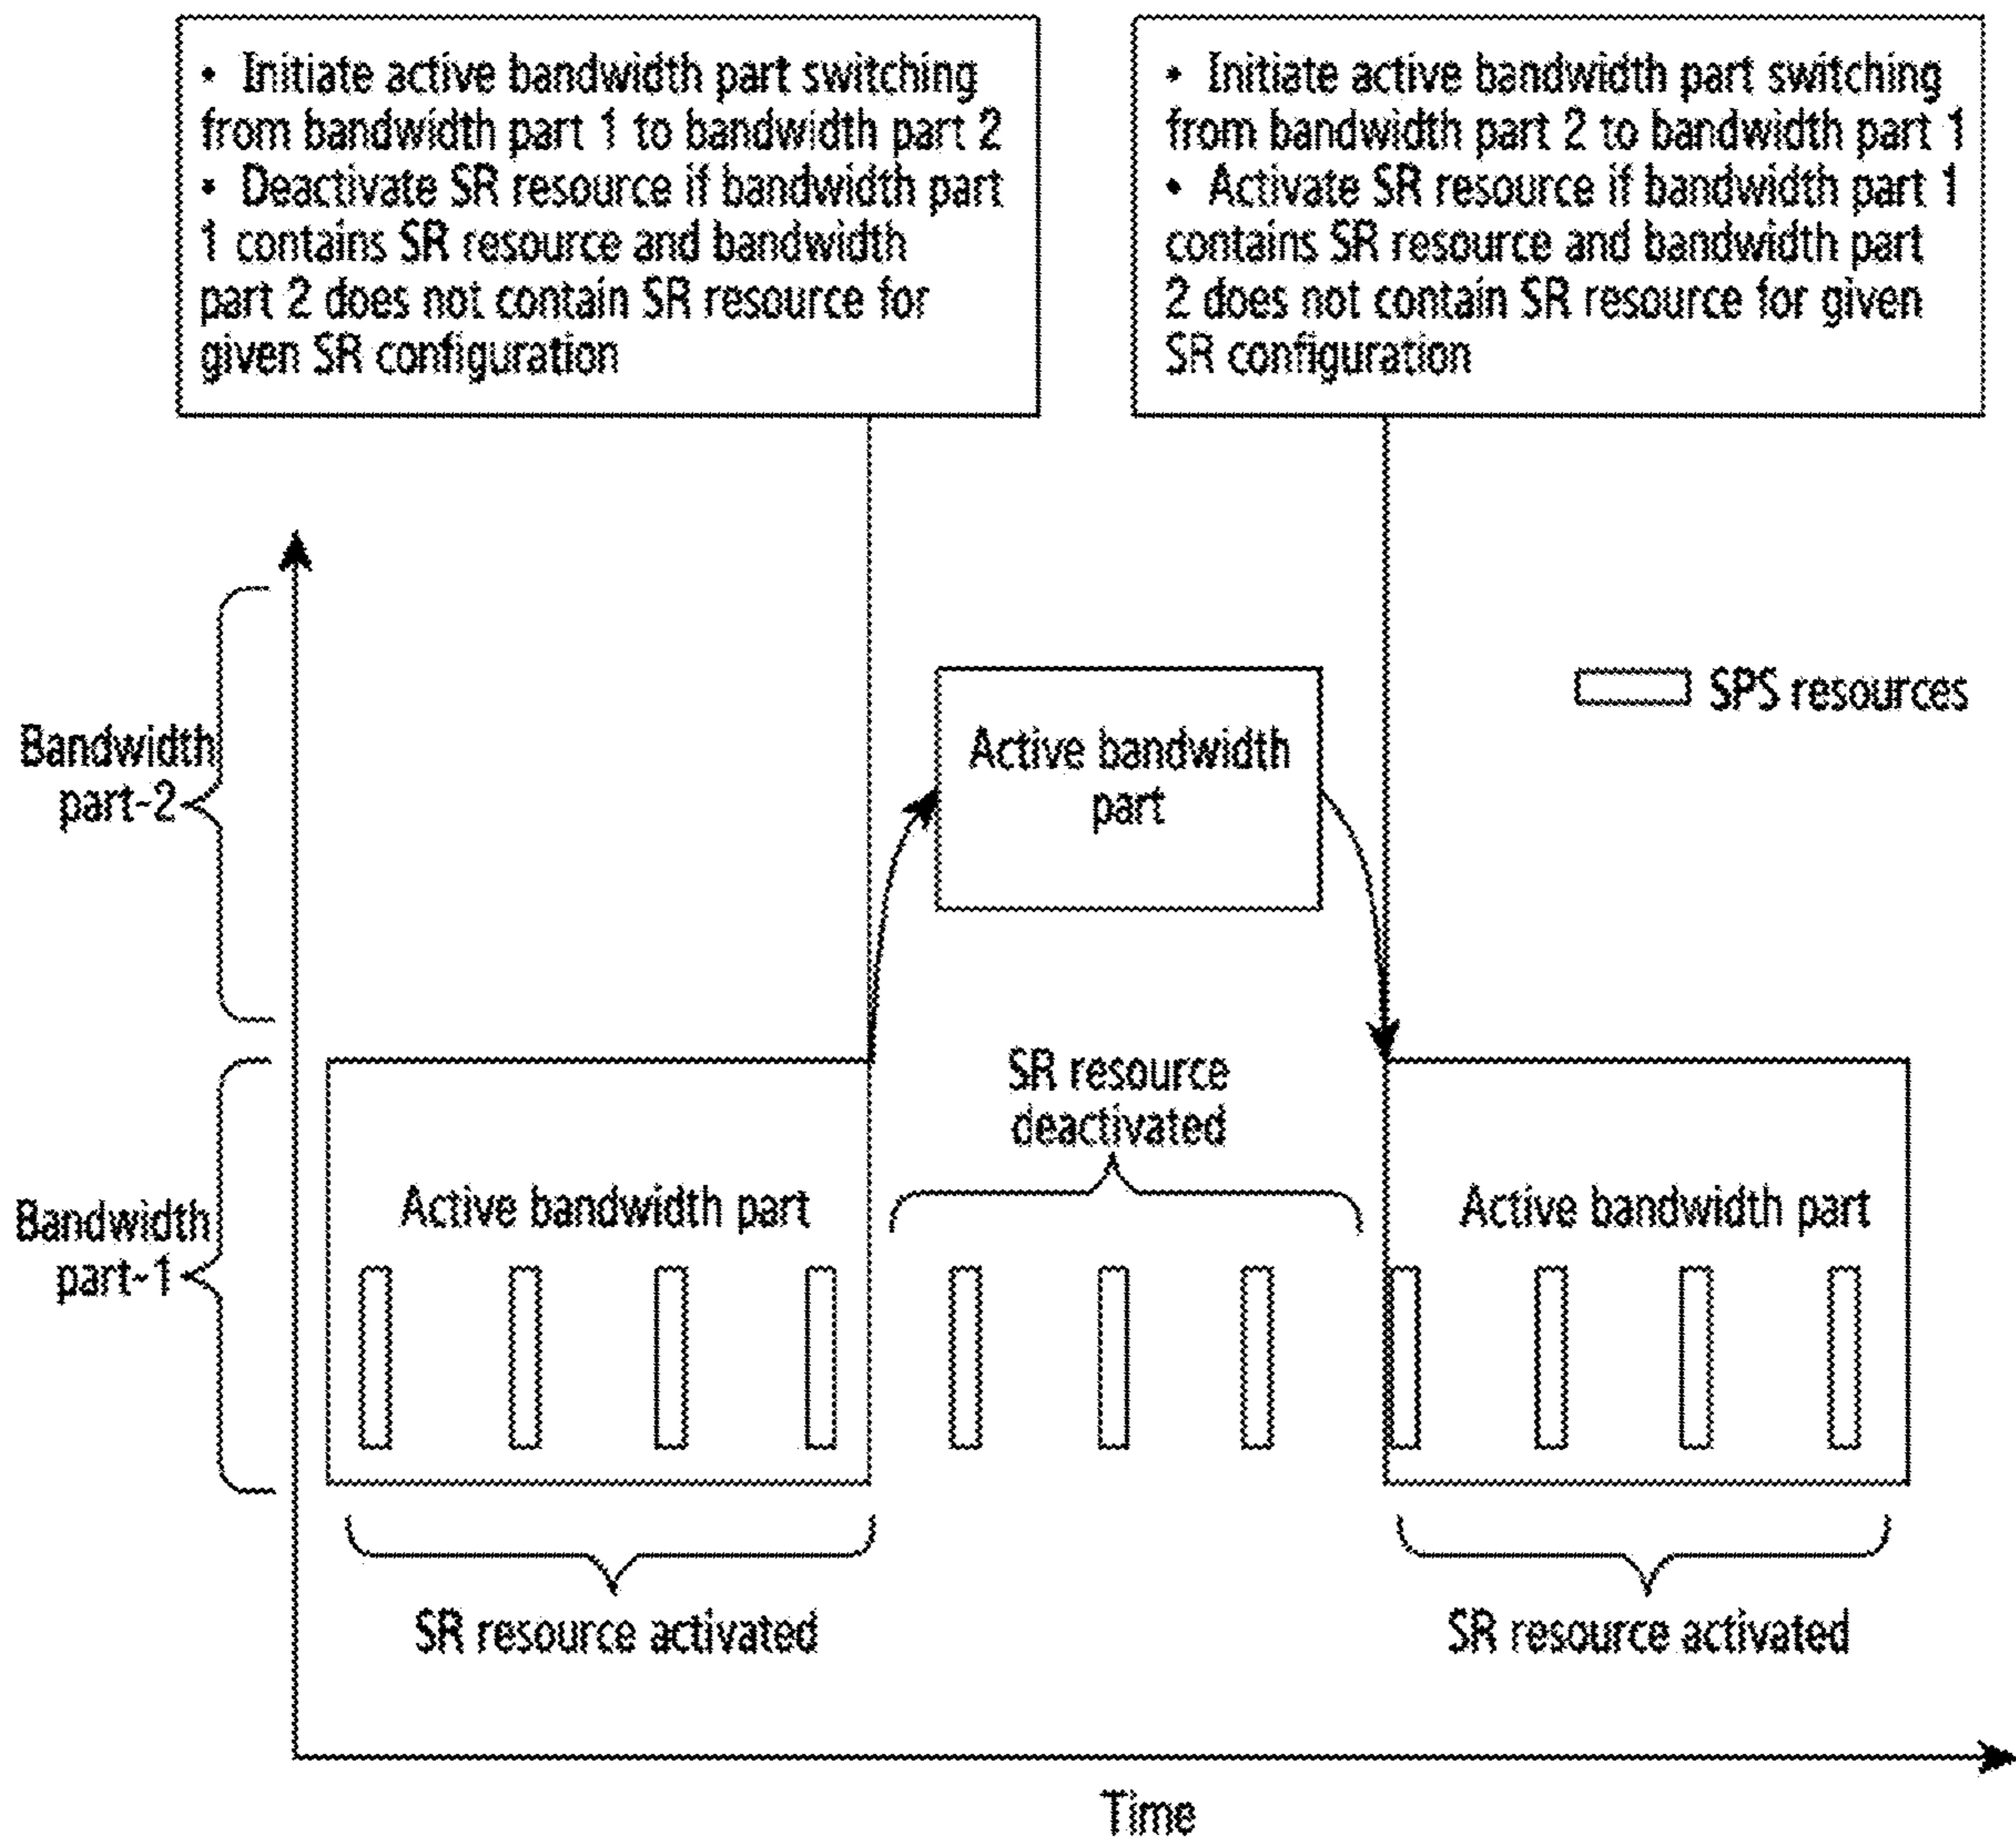 • Initiate active bandwidth part switching
from bandwidth part 1 to bandwidth part 2
• Deactivate SR resource if bandwidth part
1 contains SR resource and bandwidth
part 2 does not contain SR resource for
given SR configuration
• Initiate active bandwidth part switching
from bandwidth part 2 to bandwidth part 1
• Activate SR resource if bandwidth part 1
contains SR resource and bandwidth part
2 does not contain SR resource for given
SR configuration
SPS resources
Bandwidth
part-2
Active bandwidth
part
SR resource
deactivated
Bandwidth
part-1
Active bandwidth part
Active bandwidth part
SR resource activated
SR resource activated
Time